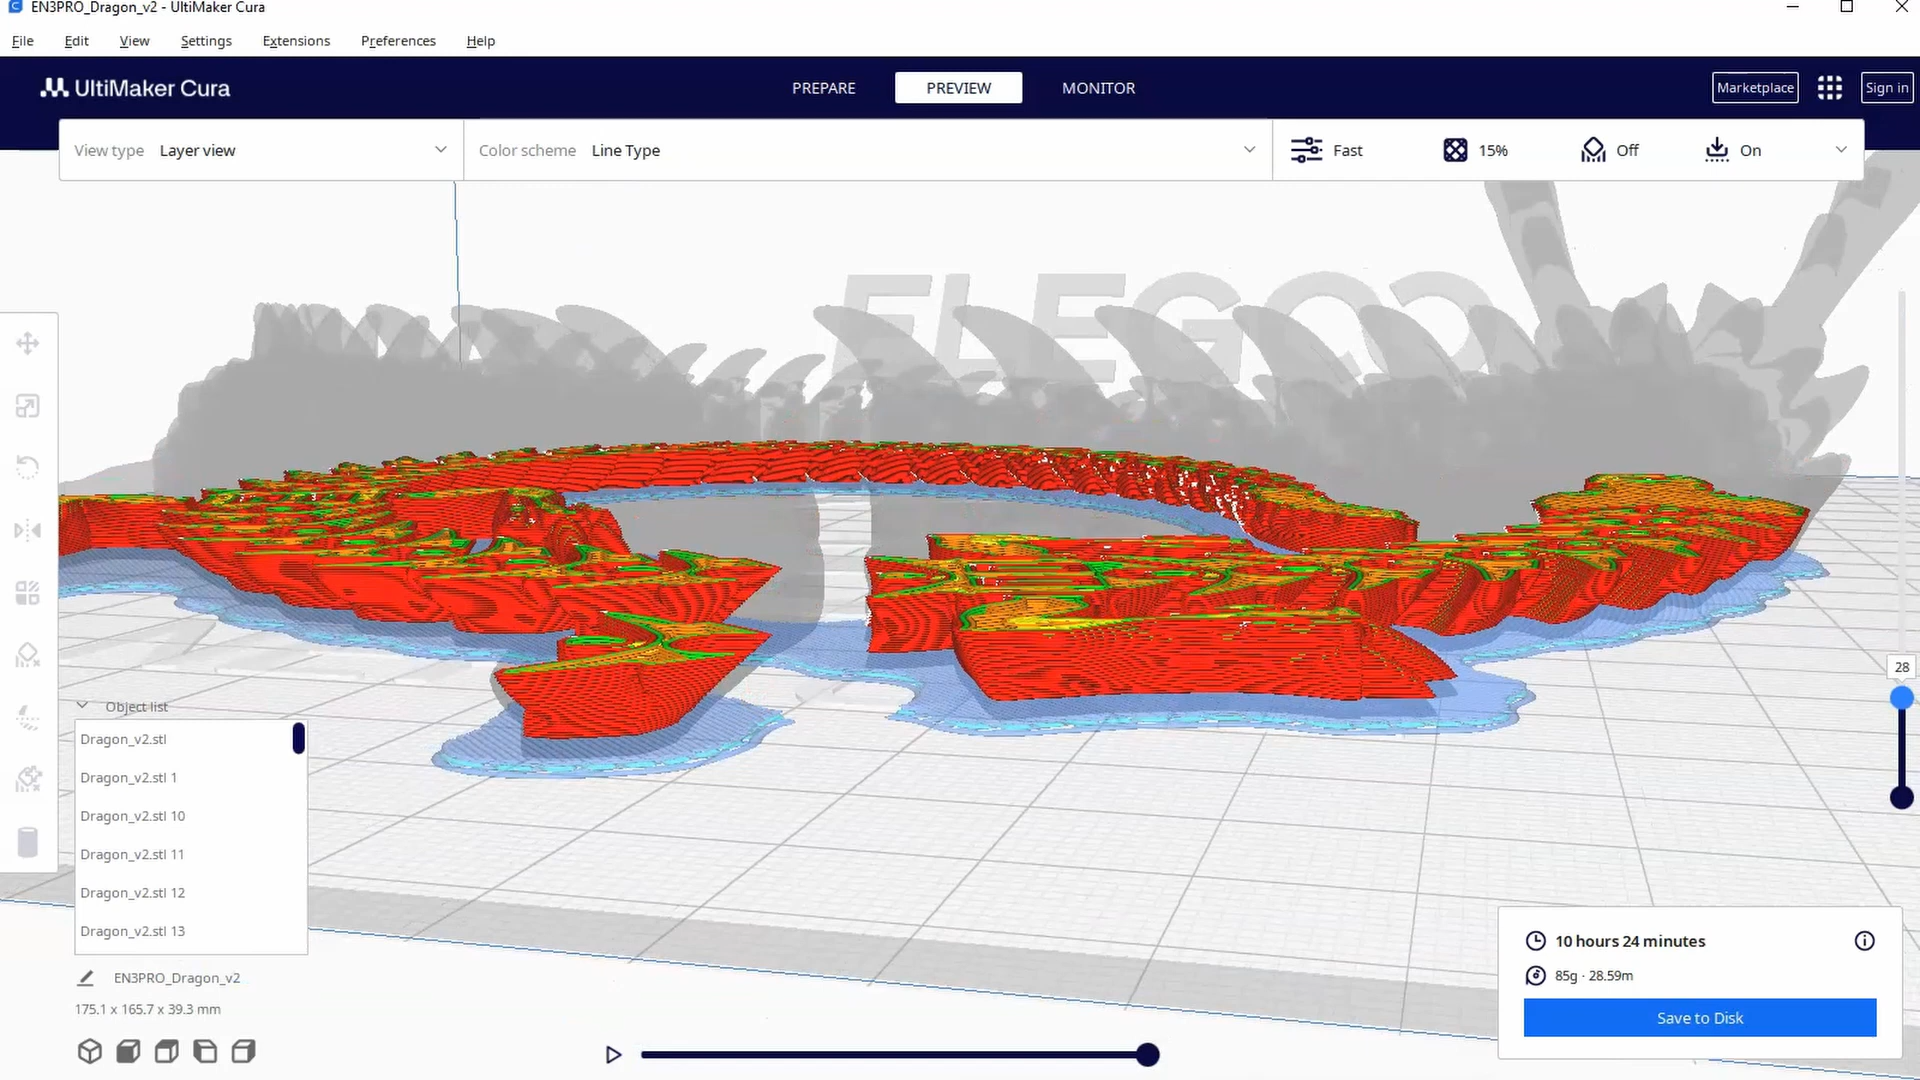 EN3PRO_Dragon_v2 - UltiMaker Cura
File Edit View Settings Extensions Preferences Help
UltiMaker Cura
PREPARE PREVIEW MONITOR
Marketplace Sign in
View type Layer view
Color scheme Line Type
Fast 15% Off On
ELEGOO
28
Object list
Dragon_v2.stl
Dragon_v2.stl 1
Dragon_v2.stl 10
Dragon_v2.stl 11
Dragon_v2.stl 12
Dragon_v2.stl 13
EN3PRO_Dragon_v2
175.1 x 165.7 x 39.3 mm
10 hours 24 minutes
85g · 28.59m
Save to Disk